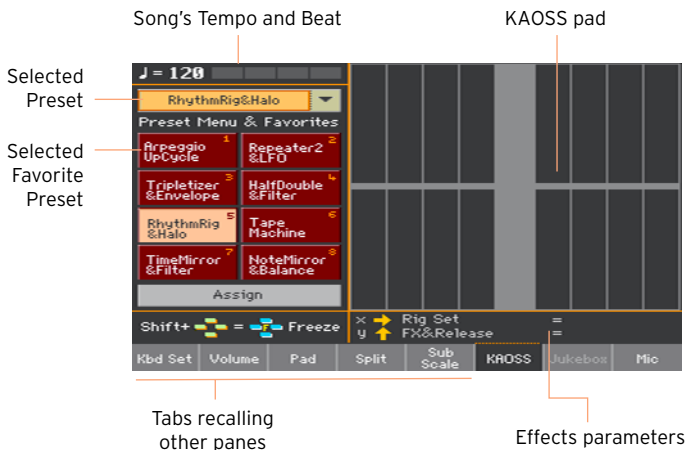 Song's Tempo and Beat
KAOSS pad
Selected
Preset
Selected
Favorite
Preset
♩ = 120
RhythmRig&Halo
Preset Menu & Favorites
Arpeggio 1
UpCycle
Repeater2 2
&LFO
Tripletizer 3
&Envelope
HalfDouble 4
&Filter
RhythmRig 5
&Halo
Tape 6
Machine
TimeMirror 7
&Filter
NoteMirror 8
&Balance
Assign
Shift+ = F Freeze
x Rig Set =
y FX&Release =
Kbd Set
Volume
Pad
Split
Sub
Scale
KAOSS
Jukebox
Mic
Tabs recalling
other panes
Effects parameters